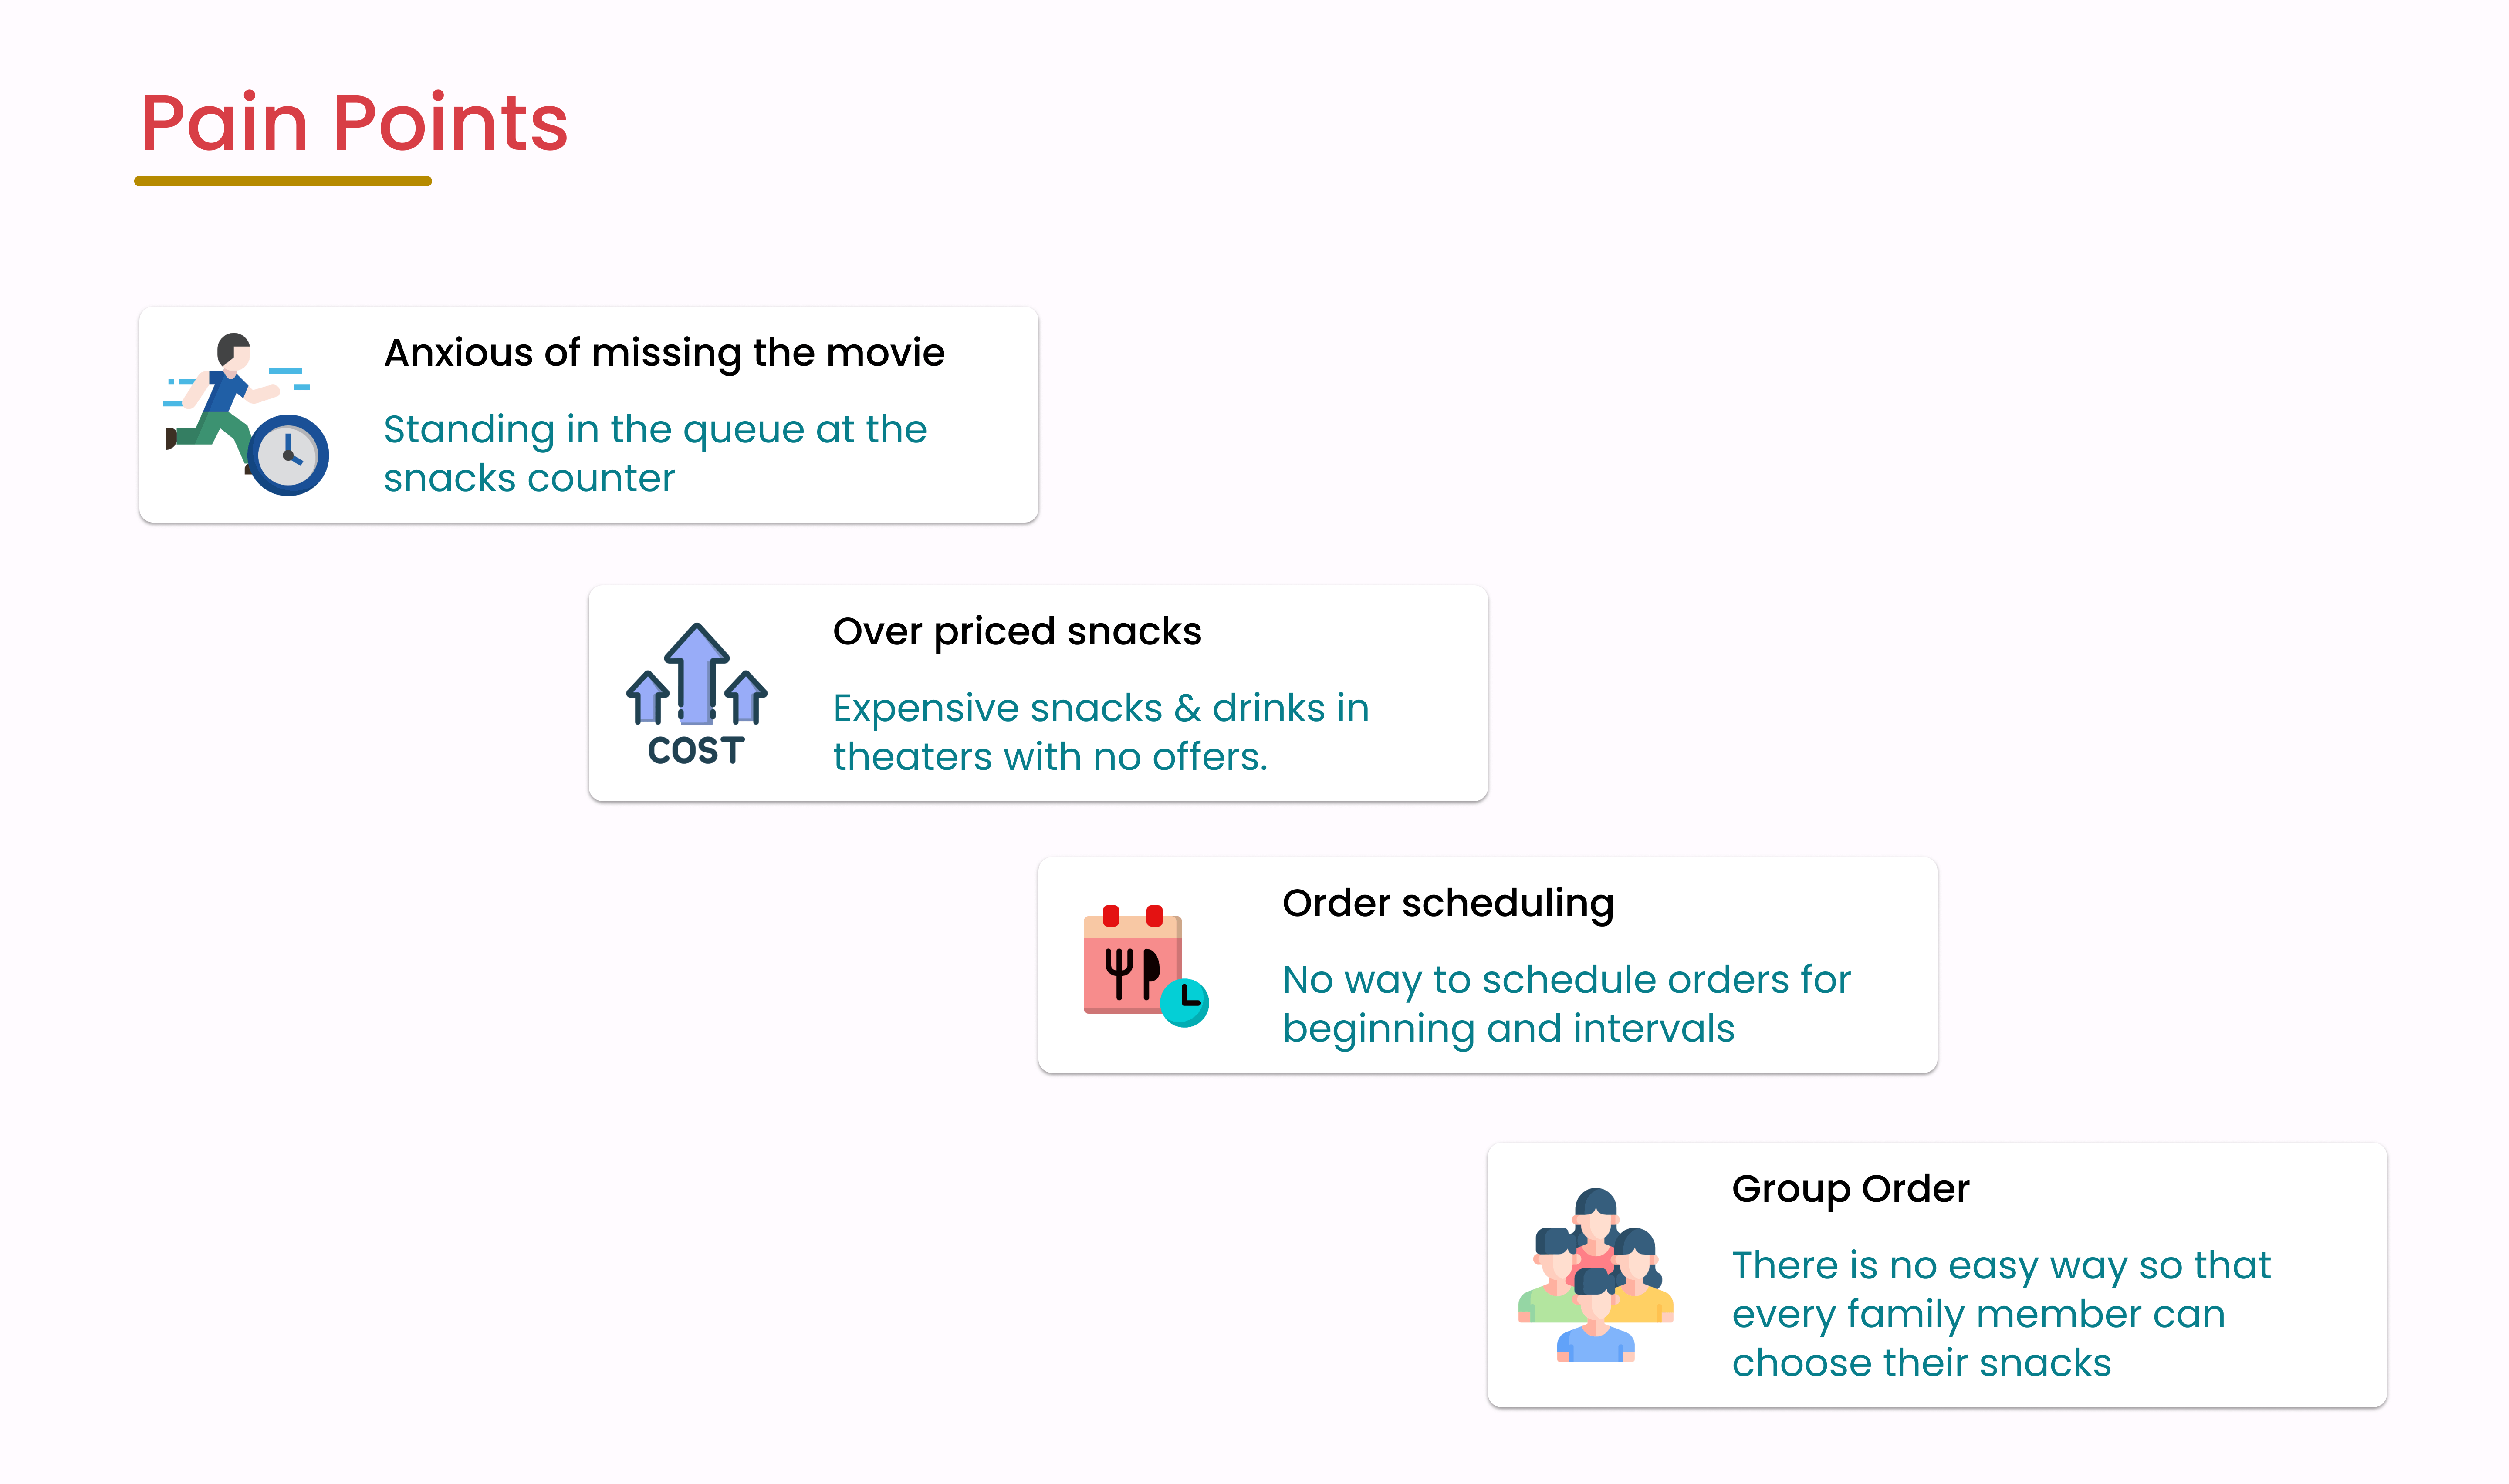 Pain Points
Anxious of missing the movie
Standing in the queue at the
snacks counter
Over priced snacks
Expensive snacks & drinks in
theaters with no offers.
COST
Order scheduling
No way to schedule orders for
beginning and intervals
Group Order
There is no easy way so that
every family member can
choose their snacks